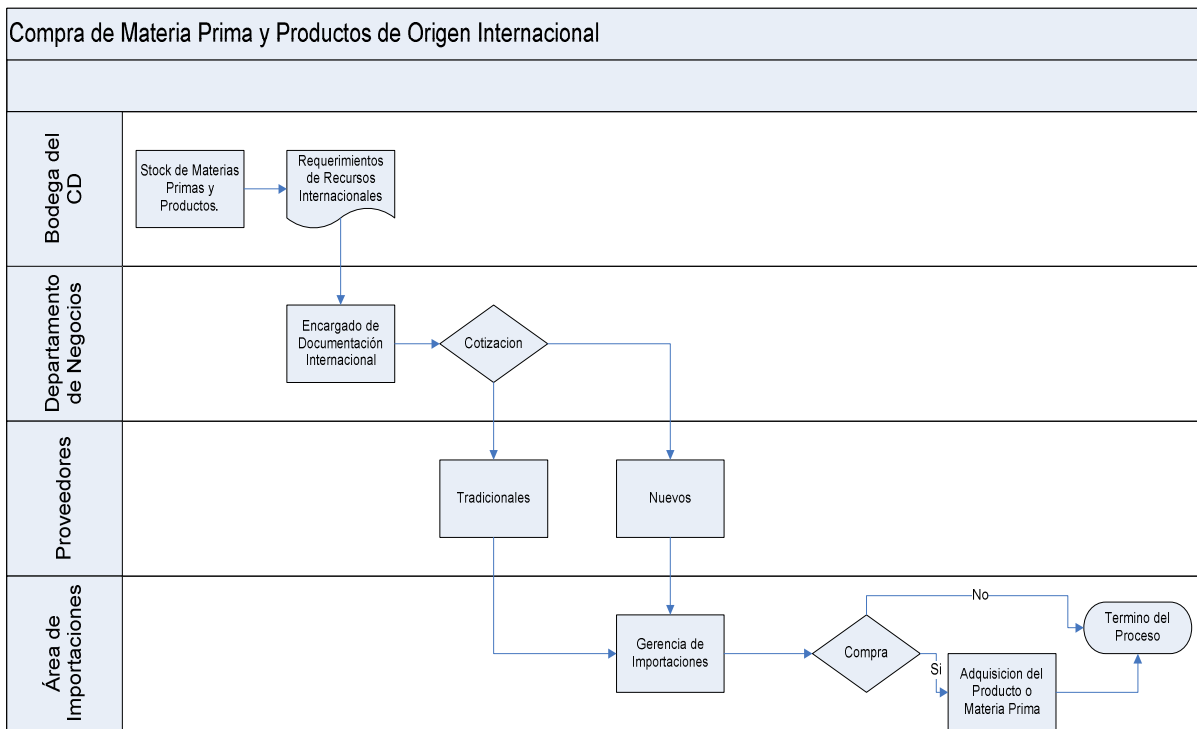 Compra de Materia Prima y Productos de Origen Internacional
Bodega del
CD
Stock de Materias
Primas y
Productos.
Requerimientos
de Recursos
Internacionales
Departamento
de Negocios
Encargado de
Documentación
Internacional
Cotizacion
Proveedores
Tradicionales
Nuevos
Área de
Importaciones
Gerencia de
Importaciones
Compra
No
Si
Adquisicion del
Producto o
Materia Prima
Termino del
Proceso